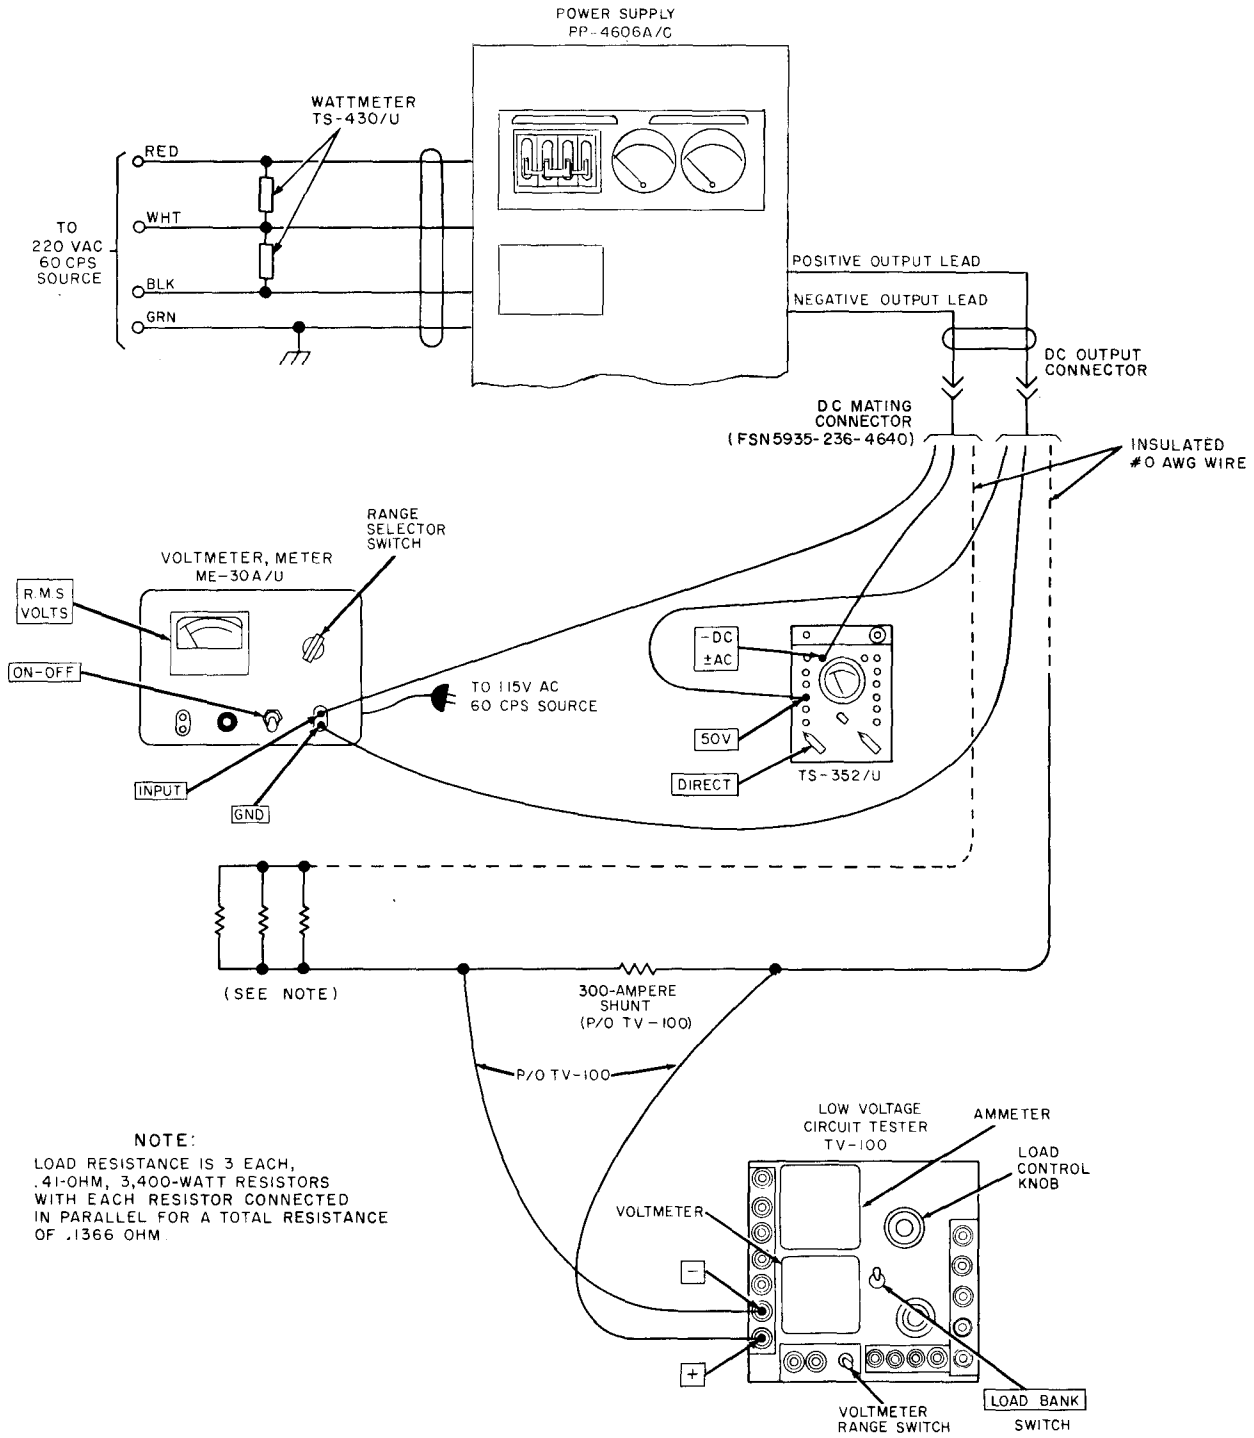 POWER SUPPLY
PP-4606A/C
WATTMETER
TS-430/U
RED
WHT
BLK
GRN
TO
220 VAC
60 CPS
SOURCE
POSITIVE OUTPUT LEAD
NEGATIVE OUTPUT LEAD
DC OUTPUT
CONNECTOR
DC MATING
CONNECTOR
(FSN5935-236-4640)
INSULATED
#0 AWG WIRE
RANGE
SELECTOR
SWITCH
VOLTMETER, METER
ME-30A/U
R.M.S
VOLTS
ON-OFF
INPUT
GND
TO 115V AC
60 CPS SOURCE
-DC
±AC
50V
DIRECT
TS-352/U
(SEE NOTE)
300-AMPERE
SHUNT
(P/O TV-100)
P/O TV-100
NOTE:
LOAD RESISTANCE IS 3 EACH,
.41-OHM, 3,400-WATT RESISTORS
WITH EACH RESISTOR CONNECTED
IN PARALLEL FOR A TOTAL RESISTANCE
OF .1366 OHM.
LOW VOLTAGE
CIRCUIT TESTER
TV-100
AMMETER
LOAD
CONTROL
KNOB
VOLTMETER
-
+
VOLTMETER
RANGE SWITCH
LOAD BANK
SWITCH